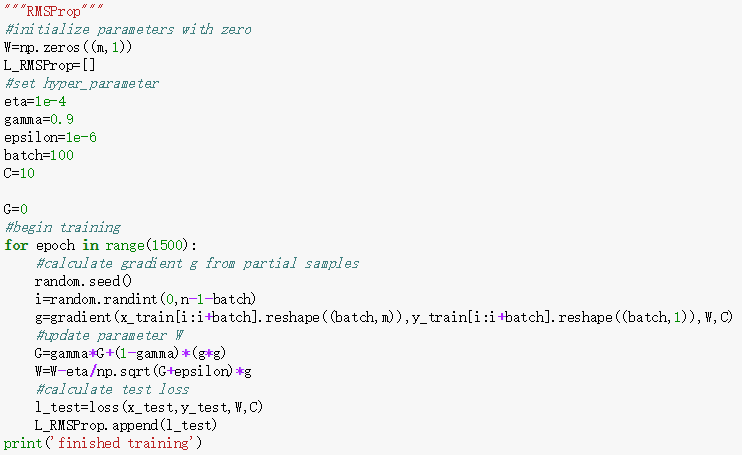 """RMSProp"""
#initialize parameters with zero
W=np.zeros((m,1))
L_RMSProp=[]
#set hyper_parameter
eta=1e-4
gamma=0.9
epsilon=1e-6
batch=100
C=10

G=0
#begin training
for epoch in range(1500):
    #calculate gradient g from partial samples
    random.seed()
    i=random.randint(0,n-1-batch)
    g=gradient(x_train[i:i+batch].reshape((batch,m)),y_train[i:i+batch].reshape((batch,1)),W,C)
    #update parameter W
    G=gamma*G+(1-gamma)*(g*g)
    W=W-eta/np.sqrt(G+epsilon)*g
    #calculate test loss
    l_test=loss(x_test,y_test,W,C)
    L_RMSProp.append(l_test)
print('finished training')